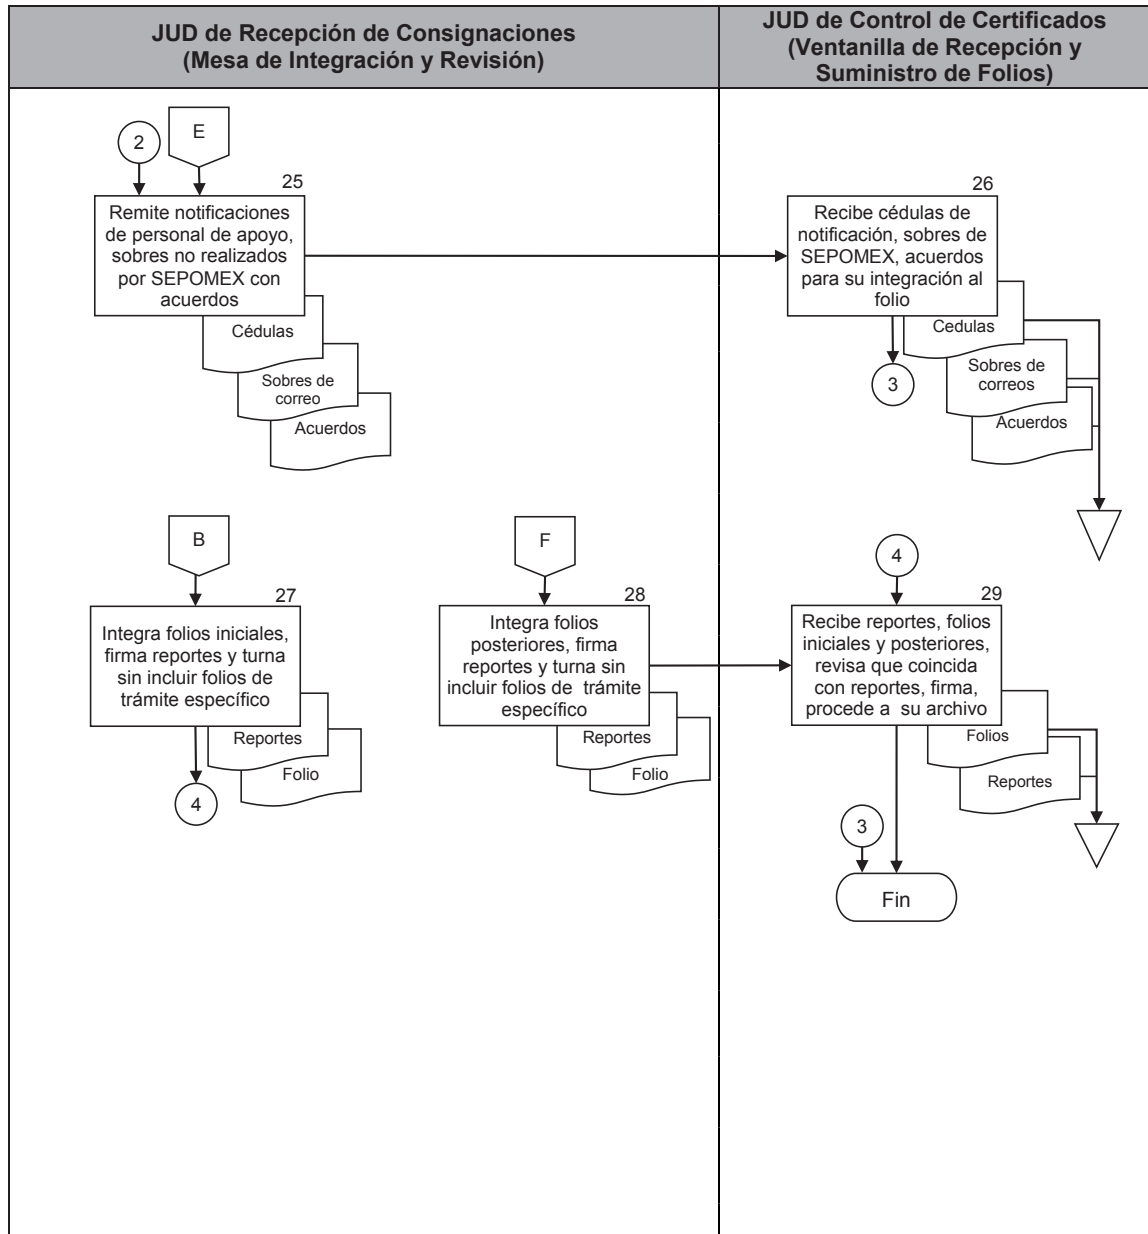 JUD de Recepción de Consignaciones
(Mesa de Integración y Revisión)
JUD de Control de Certificados
(Ventanilla de Recepción y
Suministro de Folios)
2
E
25
Remite notificaciones
de personal de apoyo,
sobres no realizados
por SEPOMEX con
acuerdos
Cédulas
Sobres de
correo
Acuerdos
26
Recibe cédulas de
notificación, sobres de
SEPOMEX, acuerdos
para su integración al
folio
Cedulas
3
Sobres de
correos
Acuerdos
B
27
Integra folios iniciales,
firma reportes y turna
sin incluir folios de
trámite específico
Reportes
Folio
4
F
28
Integra folios
posteriores, firma
reportes y turna sin
incluir folios de trámite
específico
Reportes
Folio
4
29
Recibe reportes, folios
iniciales y posteriores,
revisa que coincida
con reportes, firma,
procede a su archivo
Folios
Reportes
3
Fin